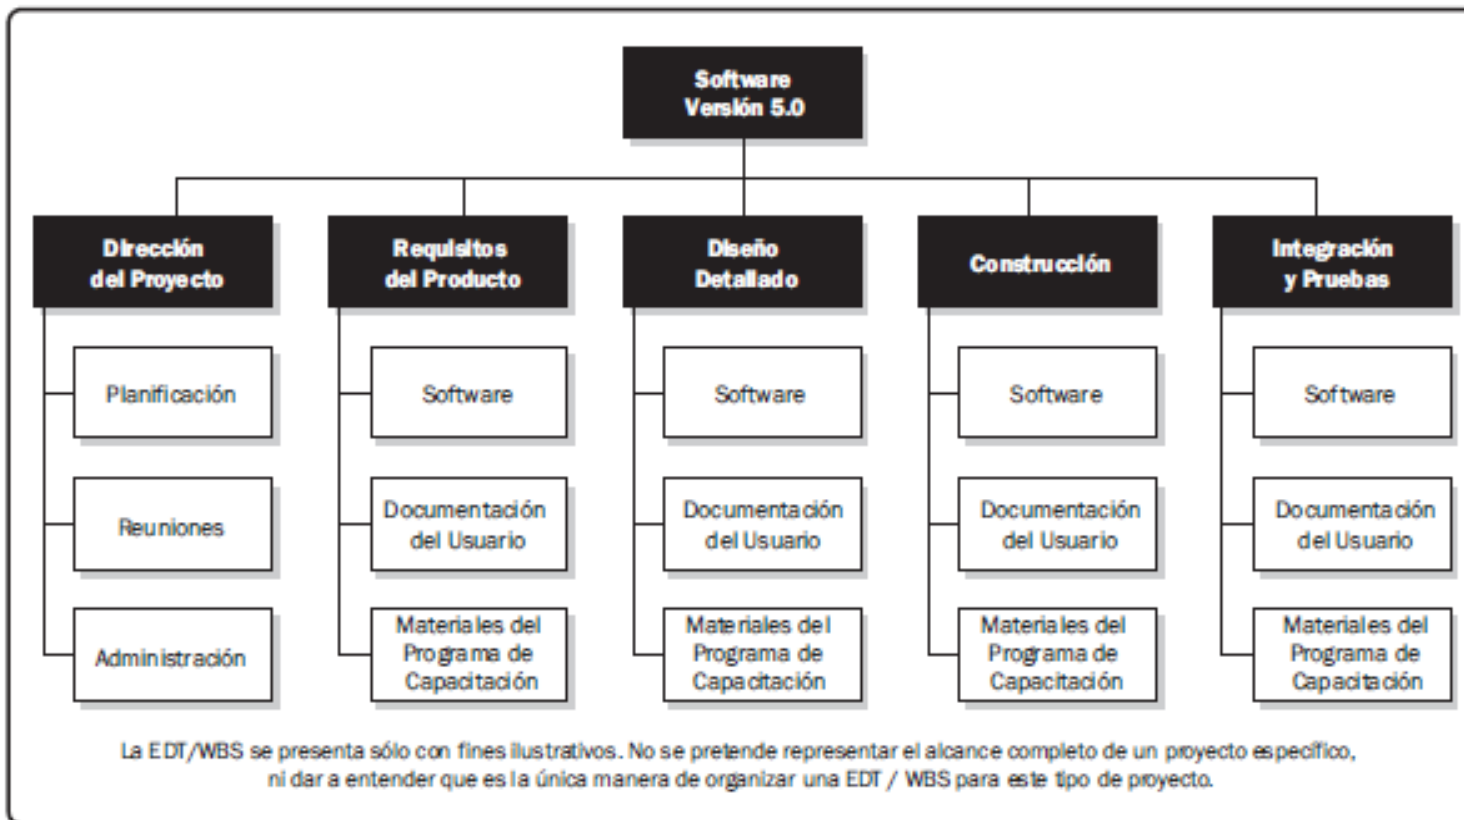 Software
Versión 5.0
Dirección
del Proyecto
Requisitos
del Producto
Diseño
Detallado
Construcción
Integración
y Pruebas
Planificación
Software
Software
Software
Software
Reuniones
Documentación
del Usuario
Documentación
del Usuario
Documentación
del Usuario
Documentación
del Usuario
Administración
Materiales del
Programa de
Capacitación
Materiales del
Programa de
Capacitación
Materiales del
Programa de
Capacitación
Materiales del
Programa de
Capacitación
La EDT/WBS se presenta sólo con fines ilustrativos. No se pretende representar el alcance completo de un proyecto específico,
ni dar a entender que es la única manera de organizar una EDT / WBS para este tipo de proyecto.